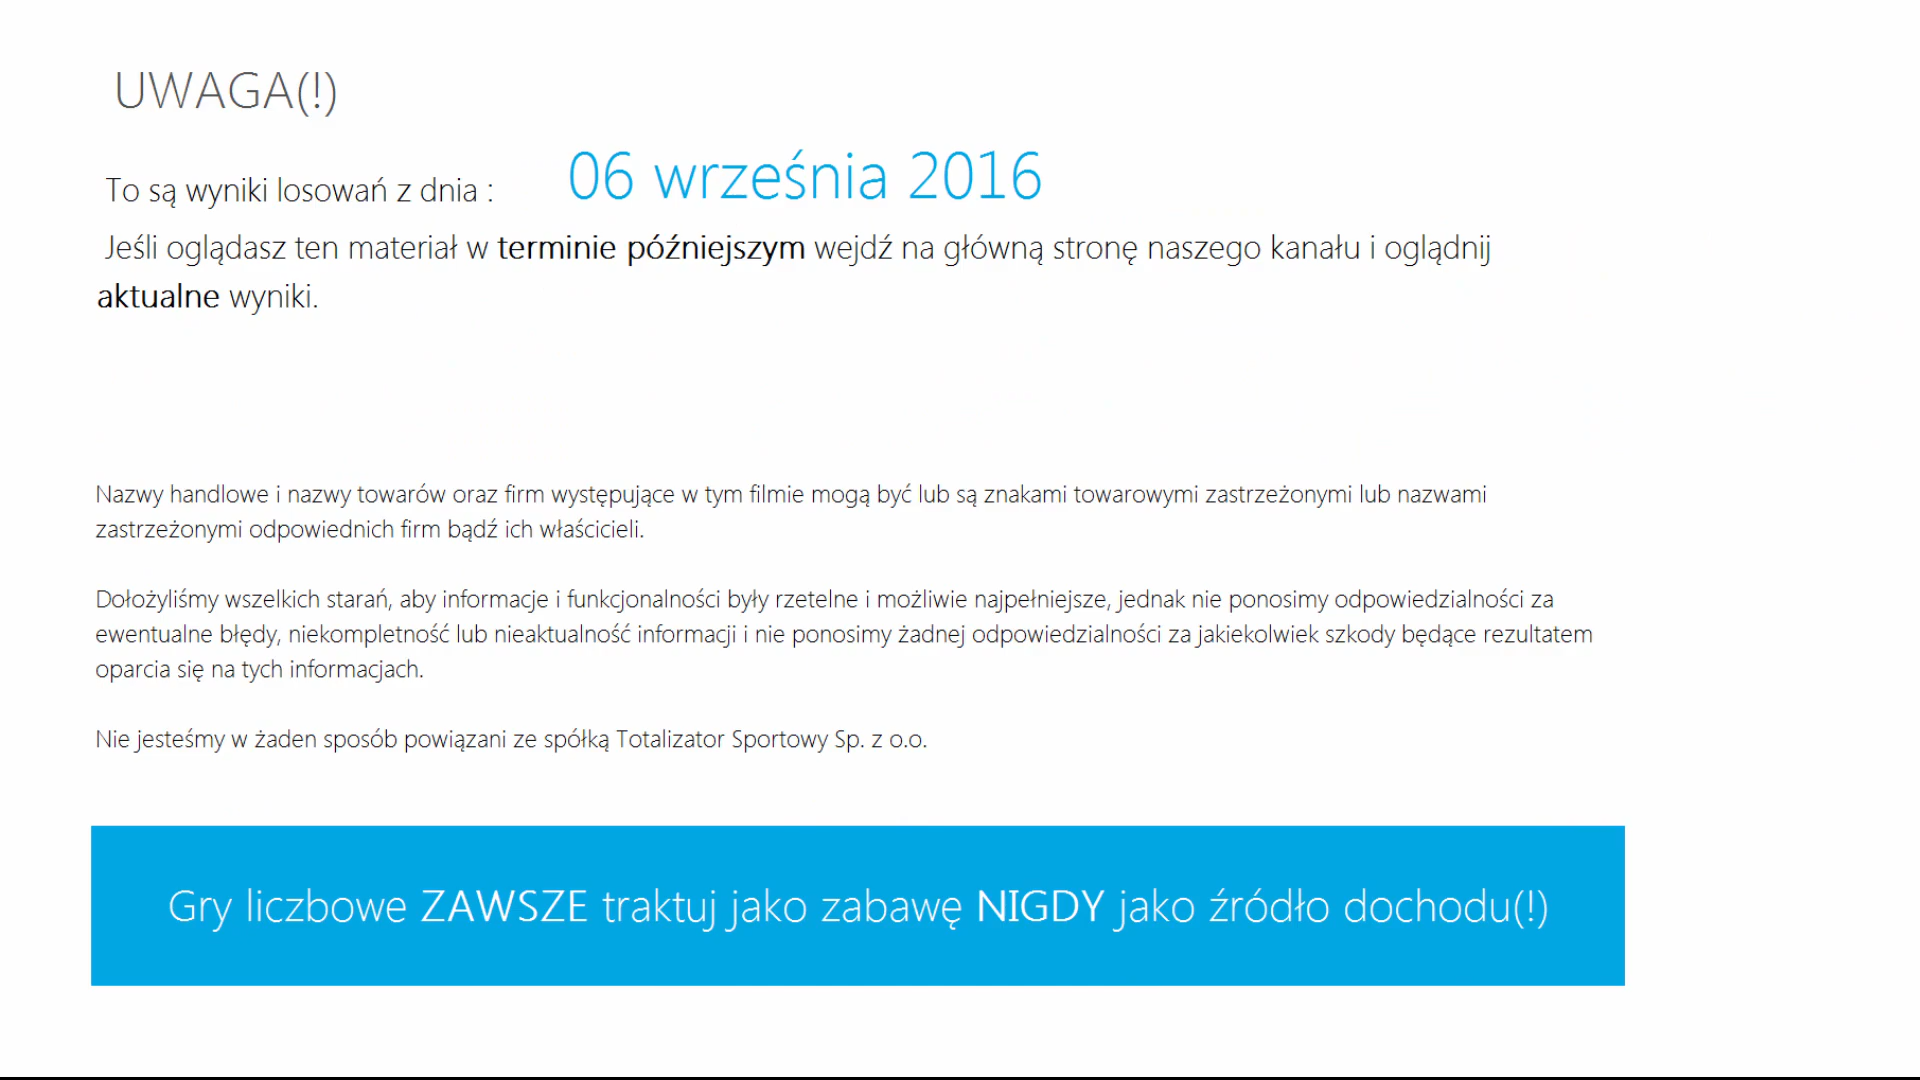 UWAGA(!)
To są wyniki losowań z dnia : 06 września 2016
Jeśli oglądasz ten materiał w terminie późniejszym wejdź na główną stronę naszego kanału i oglądnij
aktualne wyniki.
Nazwy handlowe i nazwy towarów oraz firm występujące w tym filmie mogą być lub są znakami towarowymi zastrzeżonymi lub nazwami
zastrzeżonymi odpowiednich firm bądź ich właścicieli.
Dołożyliśmy wszelkich starań, aby informacje i funkcjonalności były rzetelne i możliwie najpełniejsze, jednak nie ponosimy odpowiedzialności za
ewentualne błędy, niekompletność lub nieaktualność informacji i nie ponosimy żadnej odpowiedzialności za jakiekolwiek szkody będące rezultatem
oparcia się na tych informacjach.
Nie jesteśmy w żaden sposób powiązani ze spółką Totalizator Sportowy Sp. z o.o.
Gry liczbowe ZAWSZE traktuj jako zabawę NIGDY jako źródło dochodu(!)